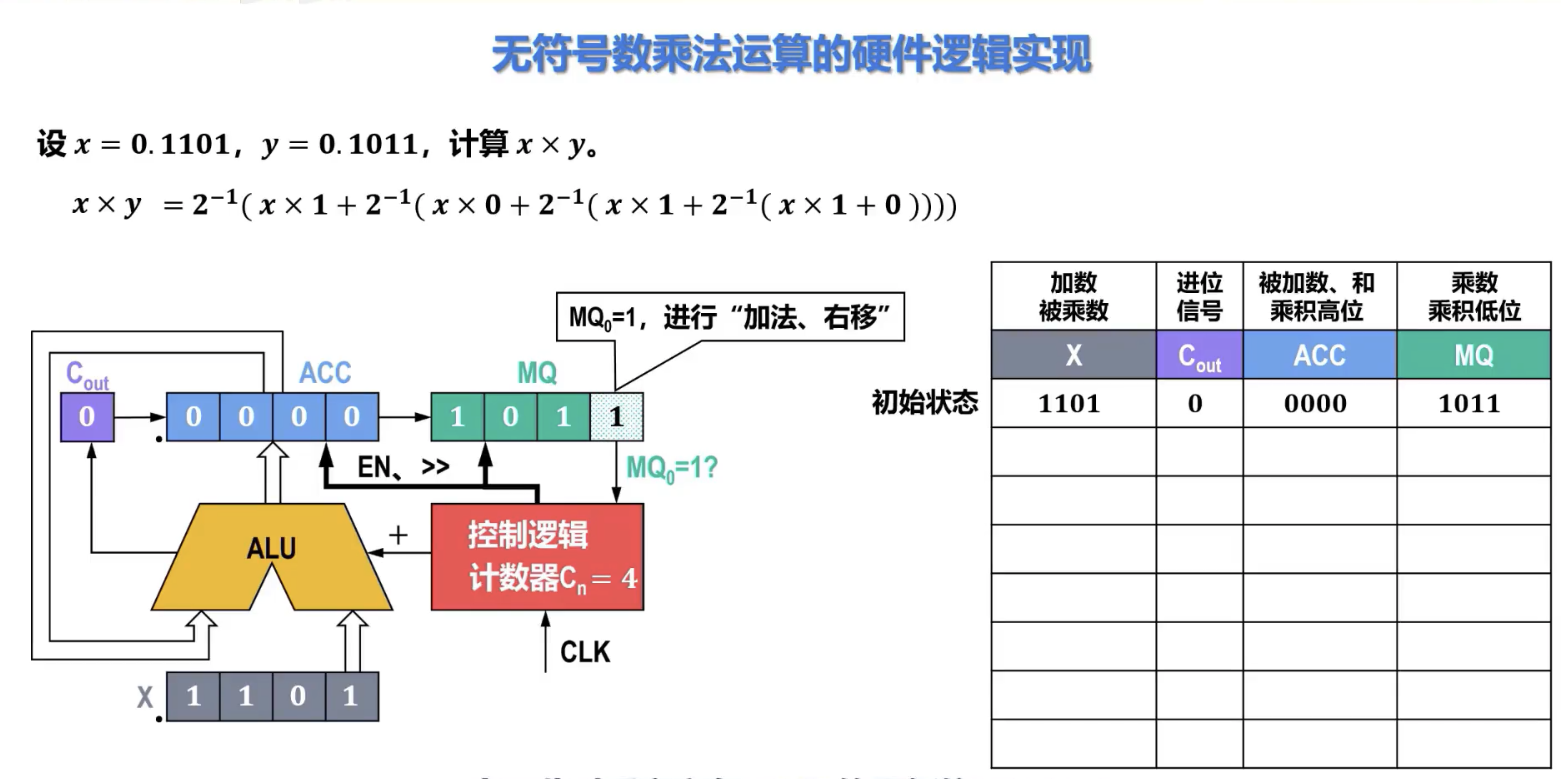 无符号数乘法运算的硬件逻辑实现
设 x = 0.1101，y = 0.1011，计算 x × y。
x × y = 2⁻¹( x × 1 + 2⁻¹( x × 0 + 2⁻¹( x × 1 + 2⁻¹( x × 1 + 0 ))))
MQ₀=1，进行“加法、右移”
Cout ACC MQ
0 0 0 0 0 1 0 1 1
EN、>> MQ₀=1?
ALU + 控制逻辑
计数器Cn = 4
CLK
X 1 1 0 1
加数 进位 被加数、和 乘数
被乘数 信号 乘积高位 乘积低位
X Cout ACC MQ
初始状态 1101 0 0000 1011